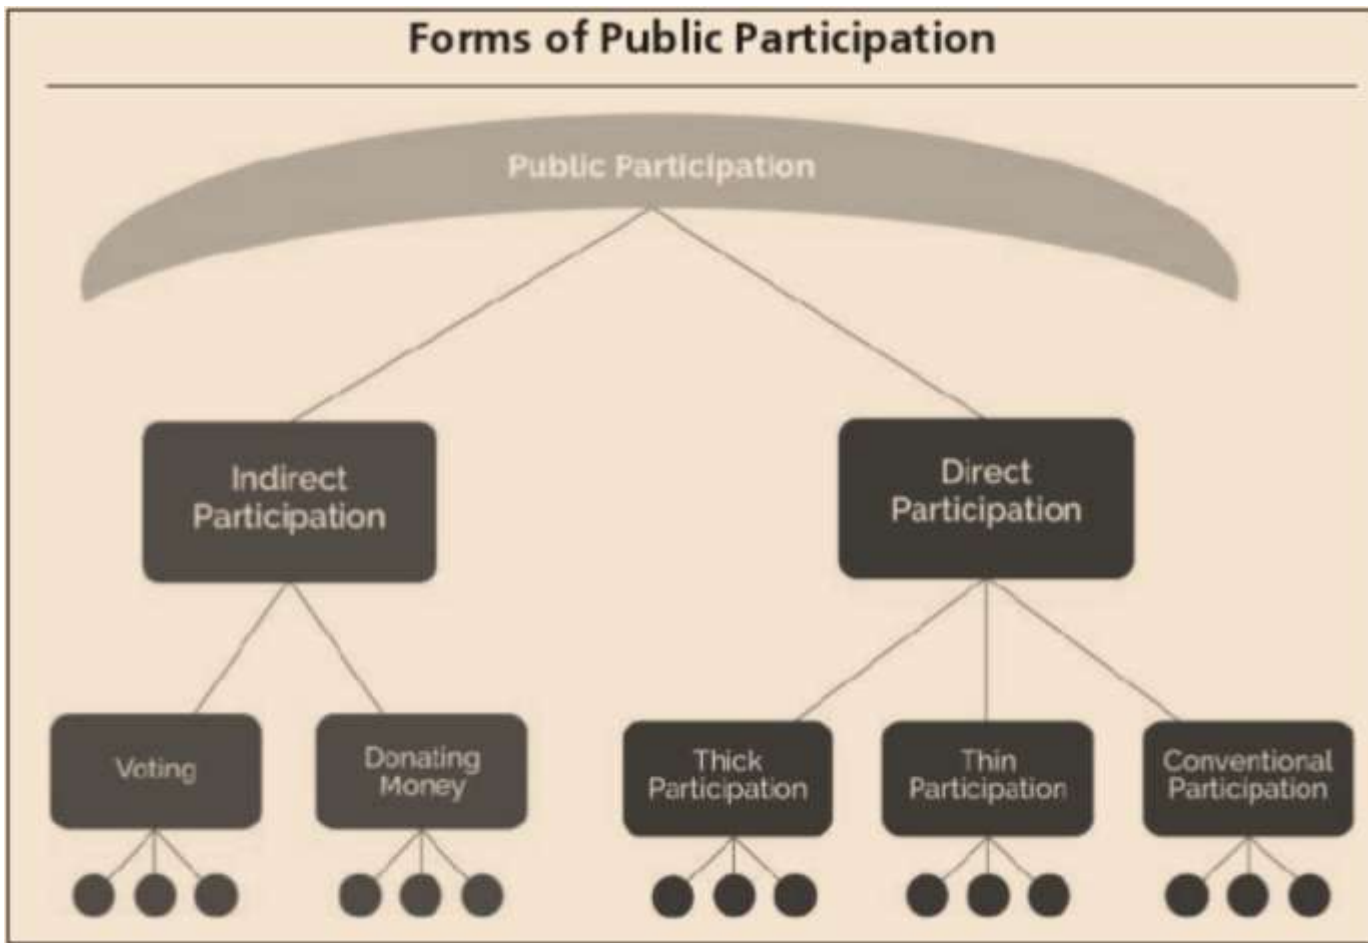 Forms of Public Participation
Public Participation
Indirect
Participation
Direct
Participation
Voting
Donating
Money
Thick
Participation
Thin
Participation
Conventional
Participation